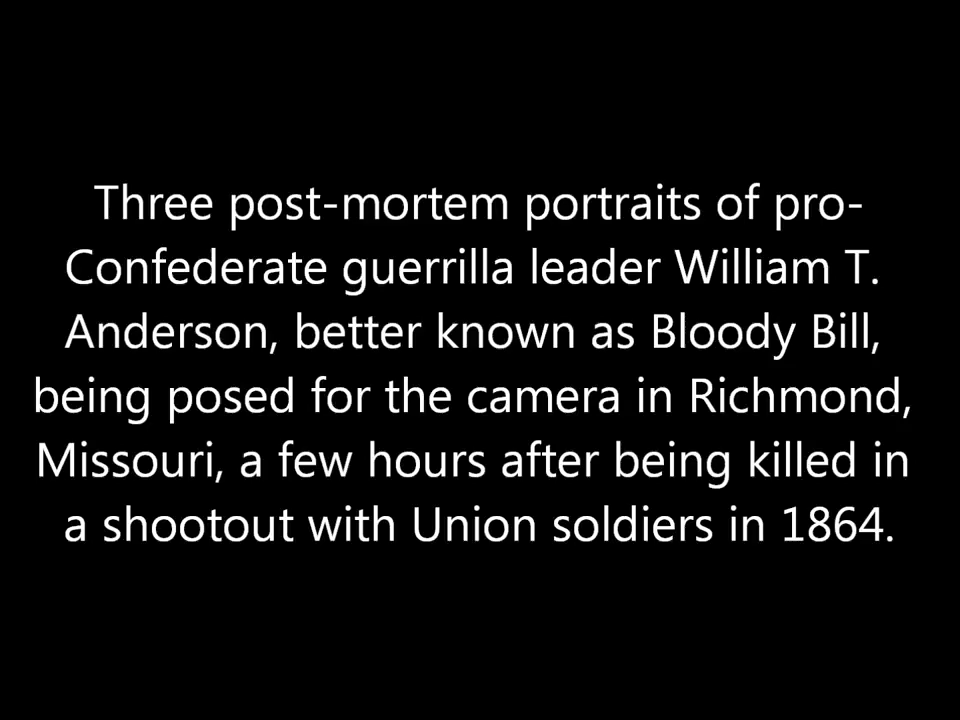 Three post-mortem portraits of pro-
Confederate guerrilla leader William T.
Anderson, better known as Bloody Bill,
being posed for the camera in Richmond,
Missouri, a few hours after being killed in
a shootout with Union soldiers in 1864.